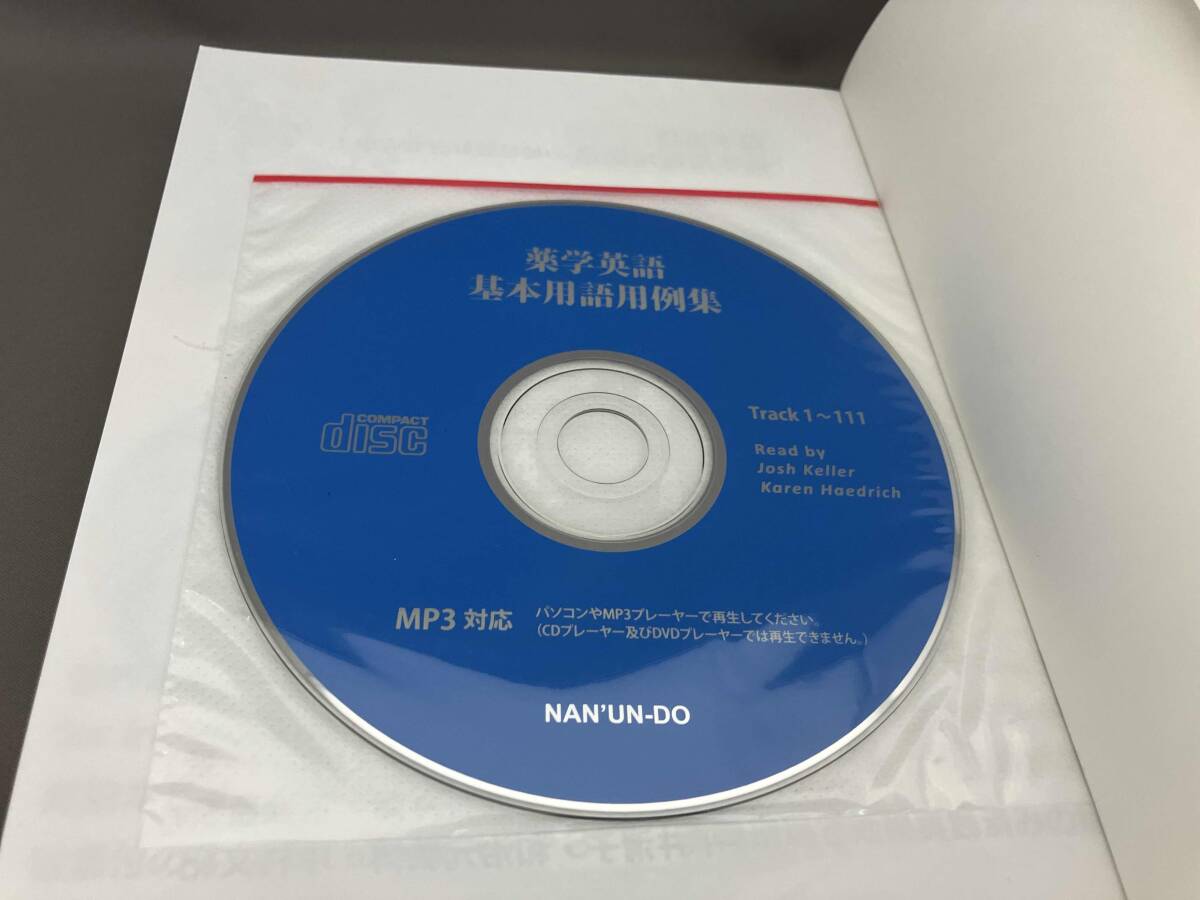 薬学英語
基本用語用例集
COMPACT
disc
Track 1～111
Read by
Josh Keller
Karen Haedrich
MP3 対応
パソコンやMP3プレーヤーで再生してください。
(CDプレーヤー及びDVDプレーヤーでは再生できません。)
NAN'UN-DO